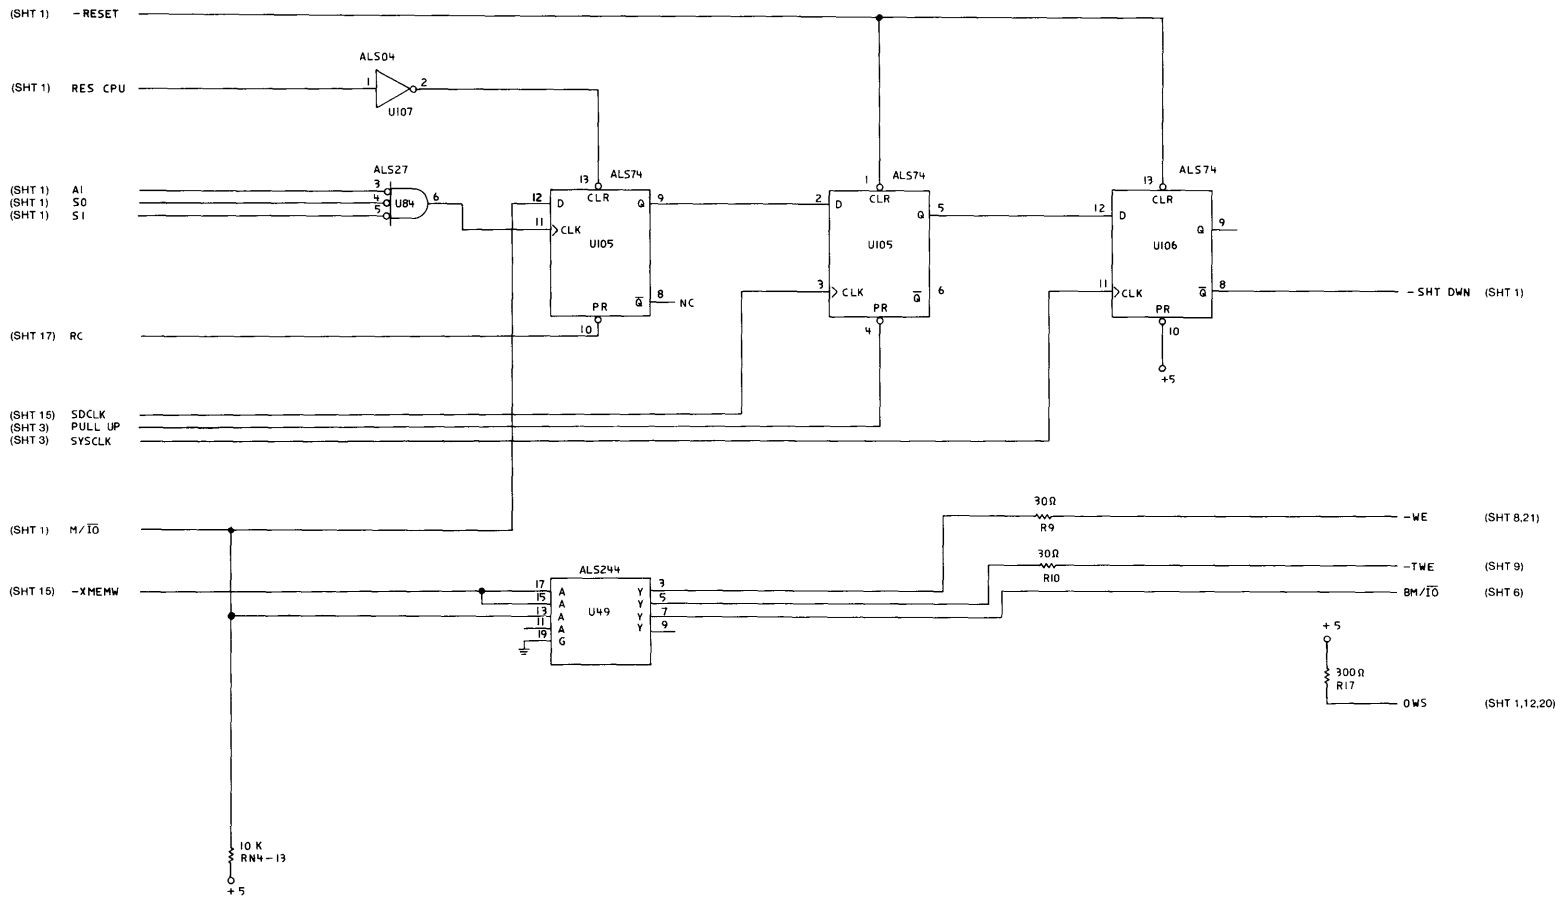 (SHT 1) -RESET
ALS04
(SHT 1) RES CPU
1
2
U107
ALS27
(SHT 1) A1
(SHT 1) S0
(SHT 1) S1
3
4
5
U84
6
13
ALS74
CLR
12
D
Q
9
11
CLK
U105
PR
Q̅
8
NC
10
1
ALS74
CLR
2
D
Q
5
U105
3
CLK
Q̅
6
PR
4
13
ALS74
CLR
12
D
Q
9
U106
11
CLK
Q̅
8
PR
10
+5
-SHT DWN (SHT 1)
(SHT 17) RC
(SHT 15) SDCLK
(SHT 3) PULL UP
(SHT 3) SYSCLK
(SHT 1) M/I̅O̅
30Ω
R9
-WE (SHT 8,21)
30Ω
R10
-TWE (SHT 9)
BM/I̅O̅ (SHT 6)
(SHT 15) -XMEMW
ALS244
17 A Y 3
15 A Y 5
13 A Y 7
11 A Y 9
19 G
U49
+5
300Ω
R17
0WS (SHT 1,12,20)
10 K
RN4-13
+5